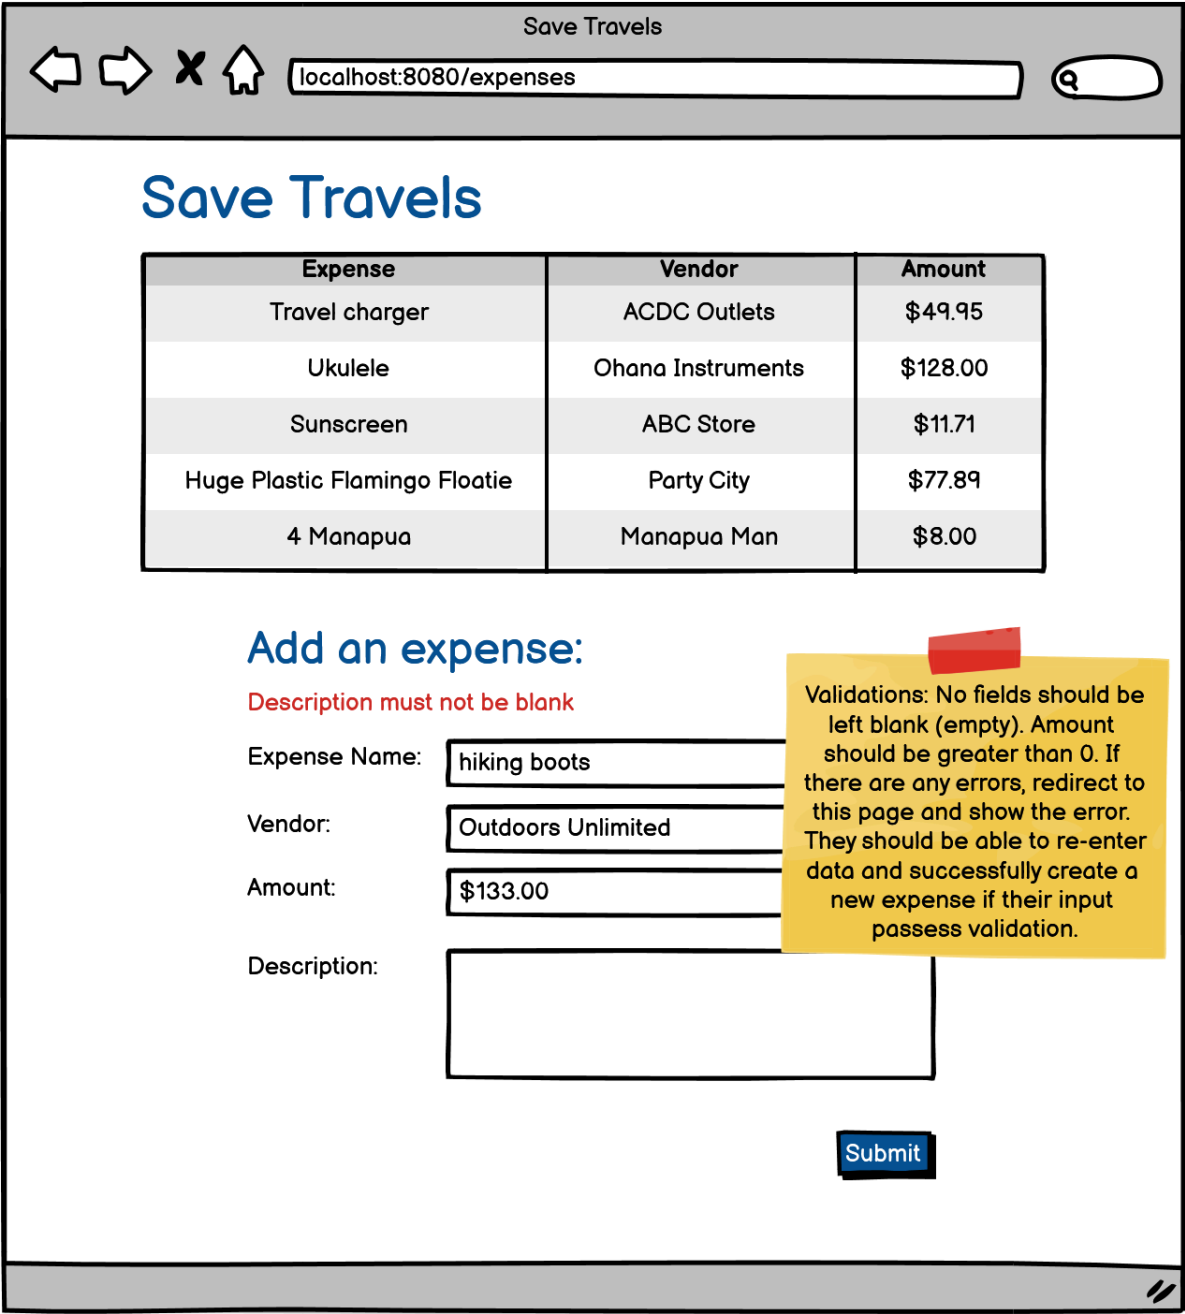 Save Travels
localhost:8080/expenses
Save Travels
Expense Vendor Amount
Travel charger ACDC Outlets $49.95
Ukulele Ohana Instruments $128.00
Sunscreen ABC Store $11.71
Huge Plastic Flamingo Floatie Party City $77.89
4 Manapua Manapua Man $8.00
Add an expense:
Description must not be blank
Expense Name: hiking boots
Vendor: Outdoors Unlimited
Amount: $133.00
Description:
Submit
Validations: No fields should be
left blank (empty). Amount
should be greater than 0. If
there are any errors, redirect to
this page and show the error.
They should be able to re-enter
data and successfully create a
new expense if their input
passess validation.